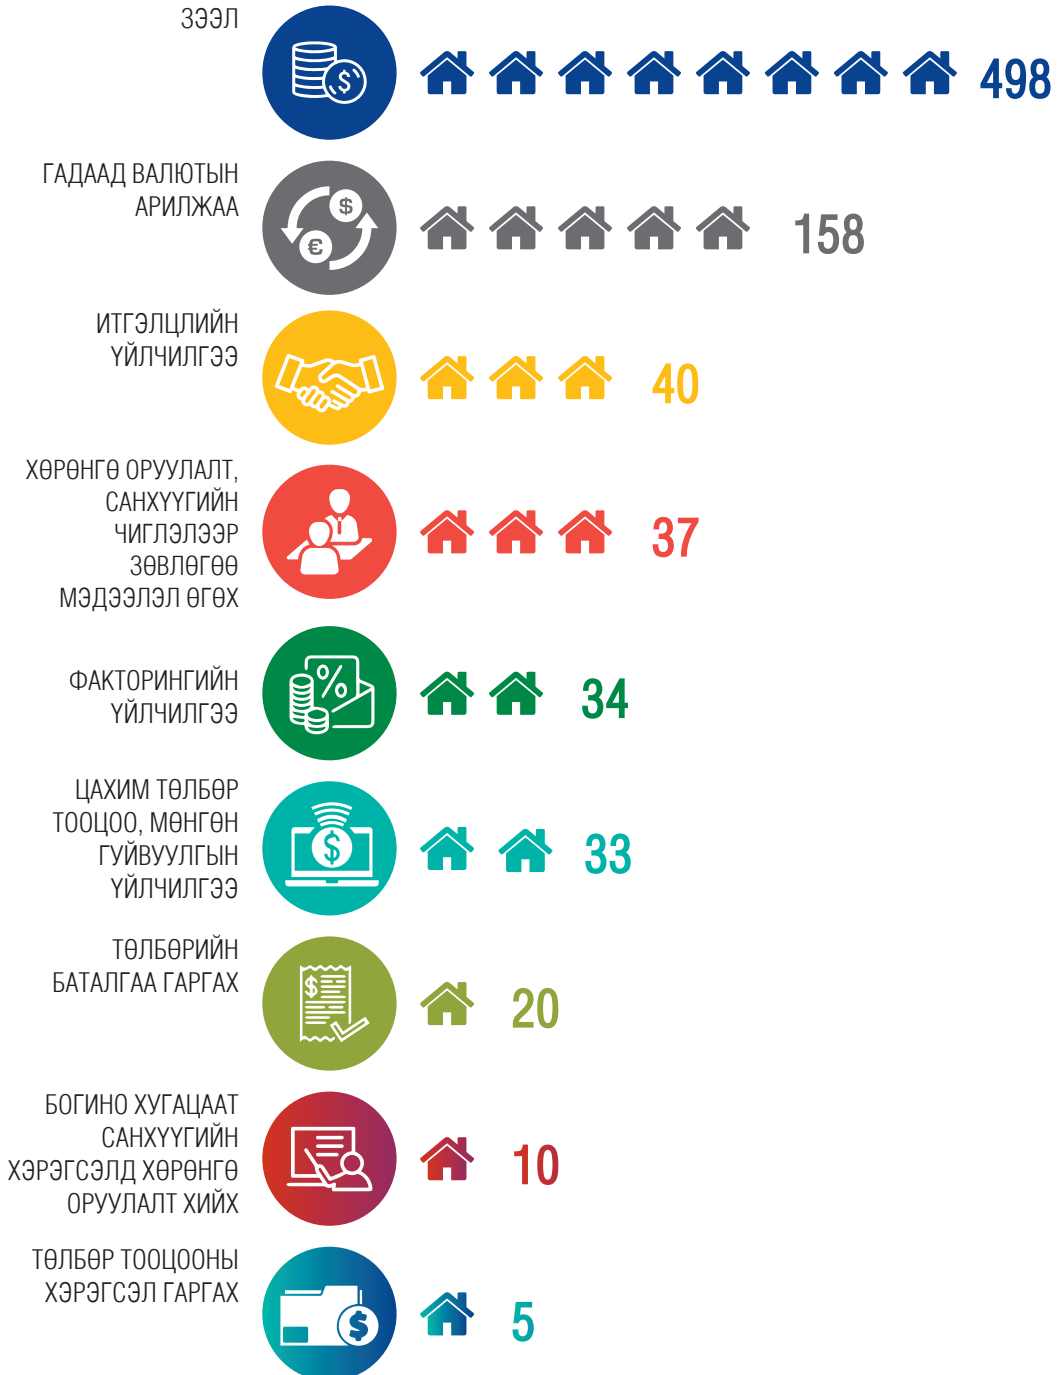 ЗЭЭЛ
498
ГАДААД ВАЛЮТЫН
АРИЛЖАА
158
ИТГЭЛЦЛИЙН
ҮЙЛЧИЛГЭЭ
40
ХӨРӨНГӨ ОРУУЛАЛТ,
САНХҮҮГИЙН
ЧИГЛЭЛЭЭР
ЗӨВЛӨГӨӨ
МЭДЭЭЛЭЛ ӨГӨХ
37
ФАКТОРИНГИЙН
ҮЙЛЧИЛГЭЭ
34
ЦАХИМ ТӨЛБӨР
ТООЦОО, МӨНГӨН
ГУЙВУУЛГЫН
ҮЙЛЧИЛГЭЭ
33
ТӨЛБӨРИЙН
БАТАЛГАА ГАРГАХ
20
БОГИНО ХУГАЦААТ
САНХҮҮГИЙН
ХЭРЭГСЭЛД ХӨРӨНГӨ
ОРУУЛАЛТ ХИЙХ
10
ТӨЛБӨР ТООЦООНЫ
ХЭРЭГСЭЛ ГАРГАХ
5